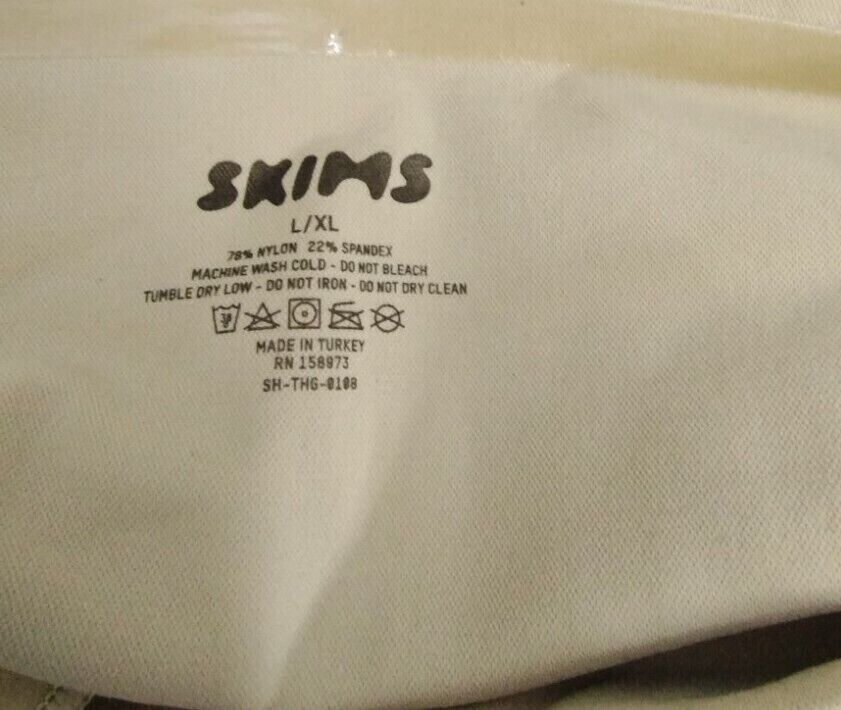 SKIMS
L/XL
78% NYLON 22% SPANDEX
MACHINE WASH COLD - DO NOT BLEACH
TUMBLE DRY LOW - DO NOT IRON - DO NOT DRY CLEAN
30
MADE IN TURKEY
RN 158973
SH-THG-0108